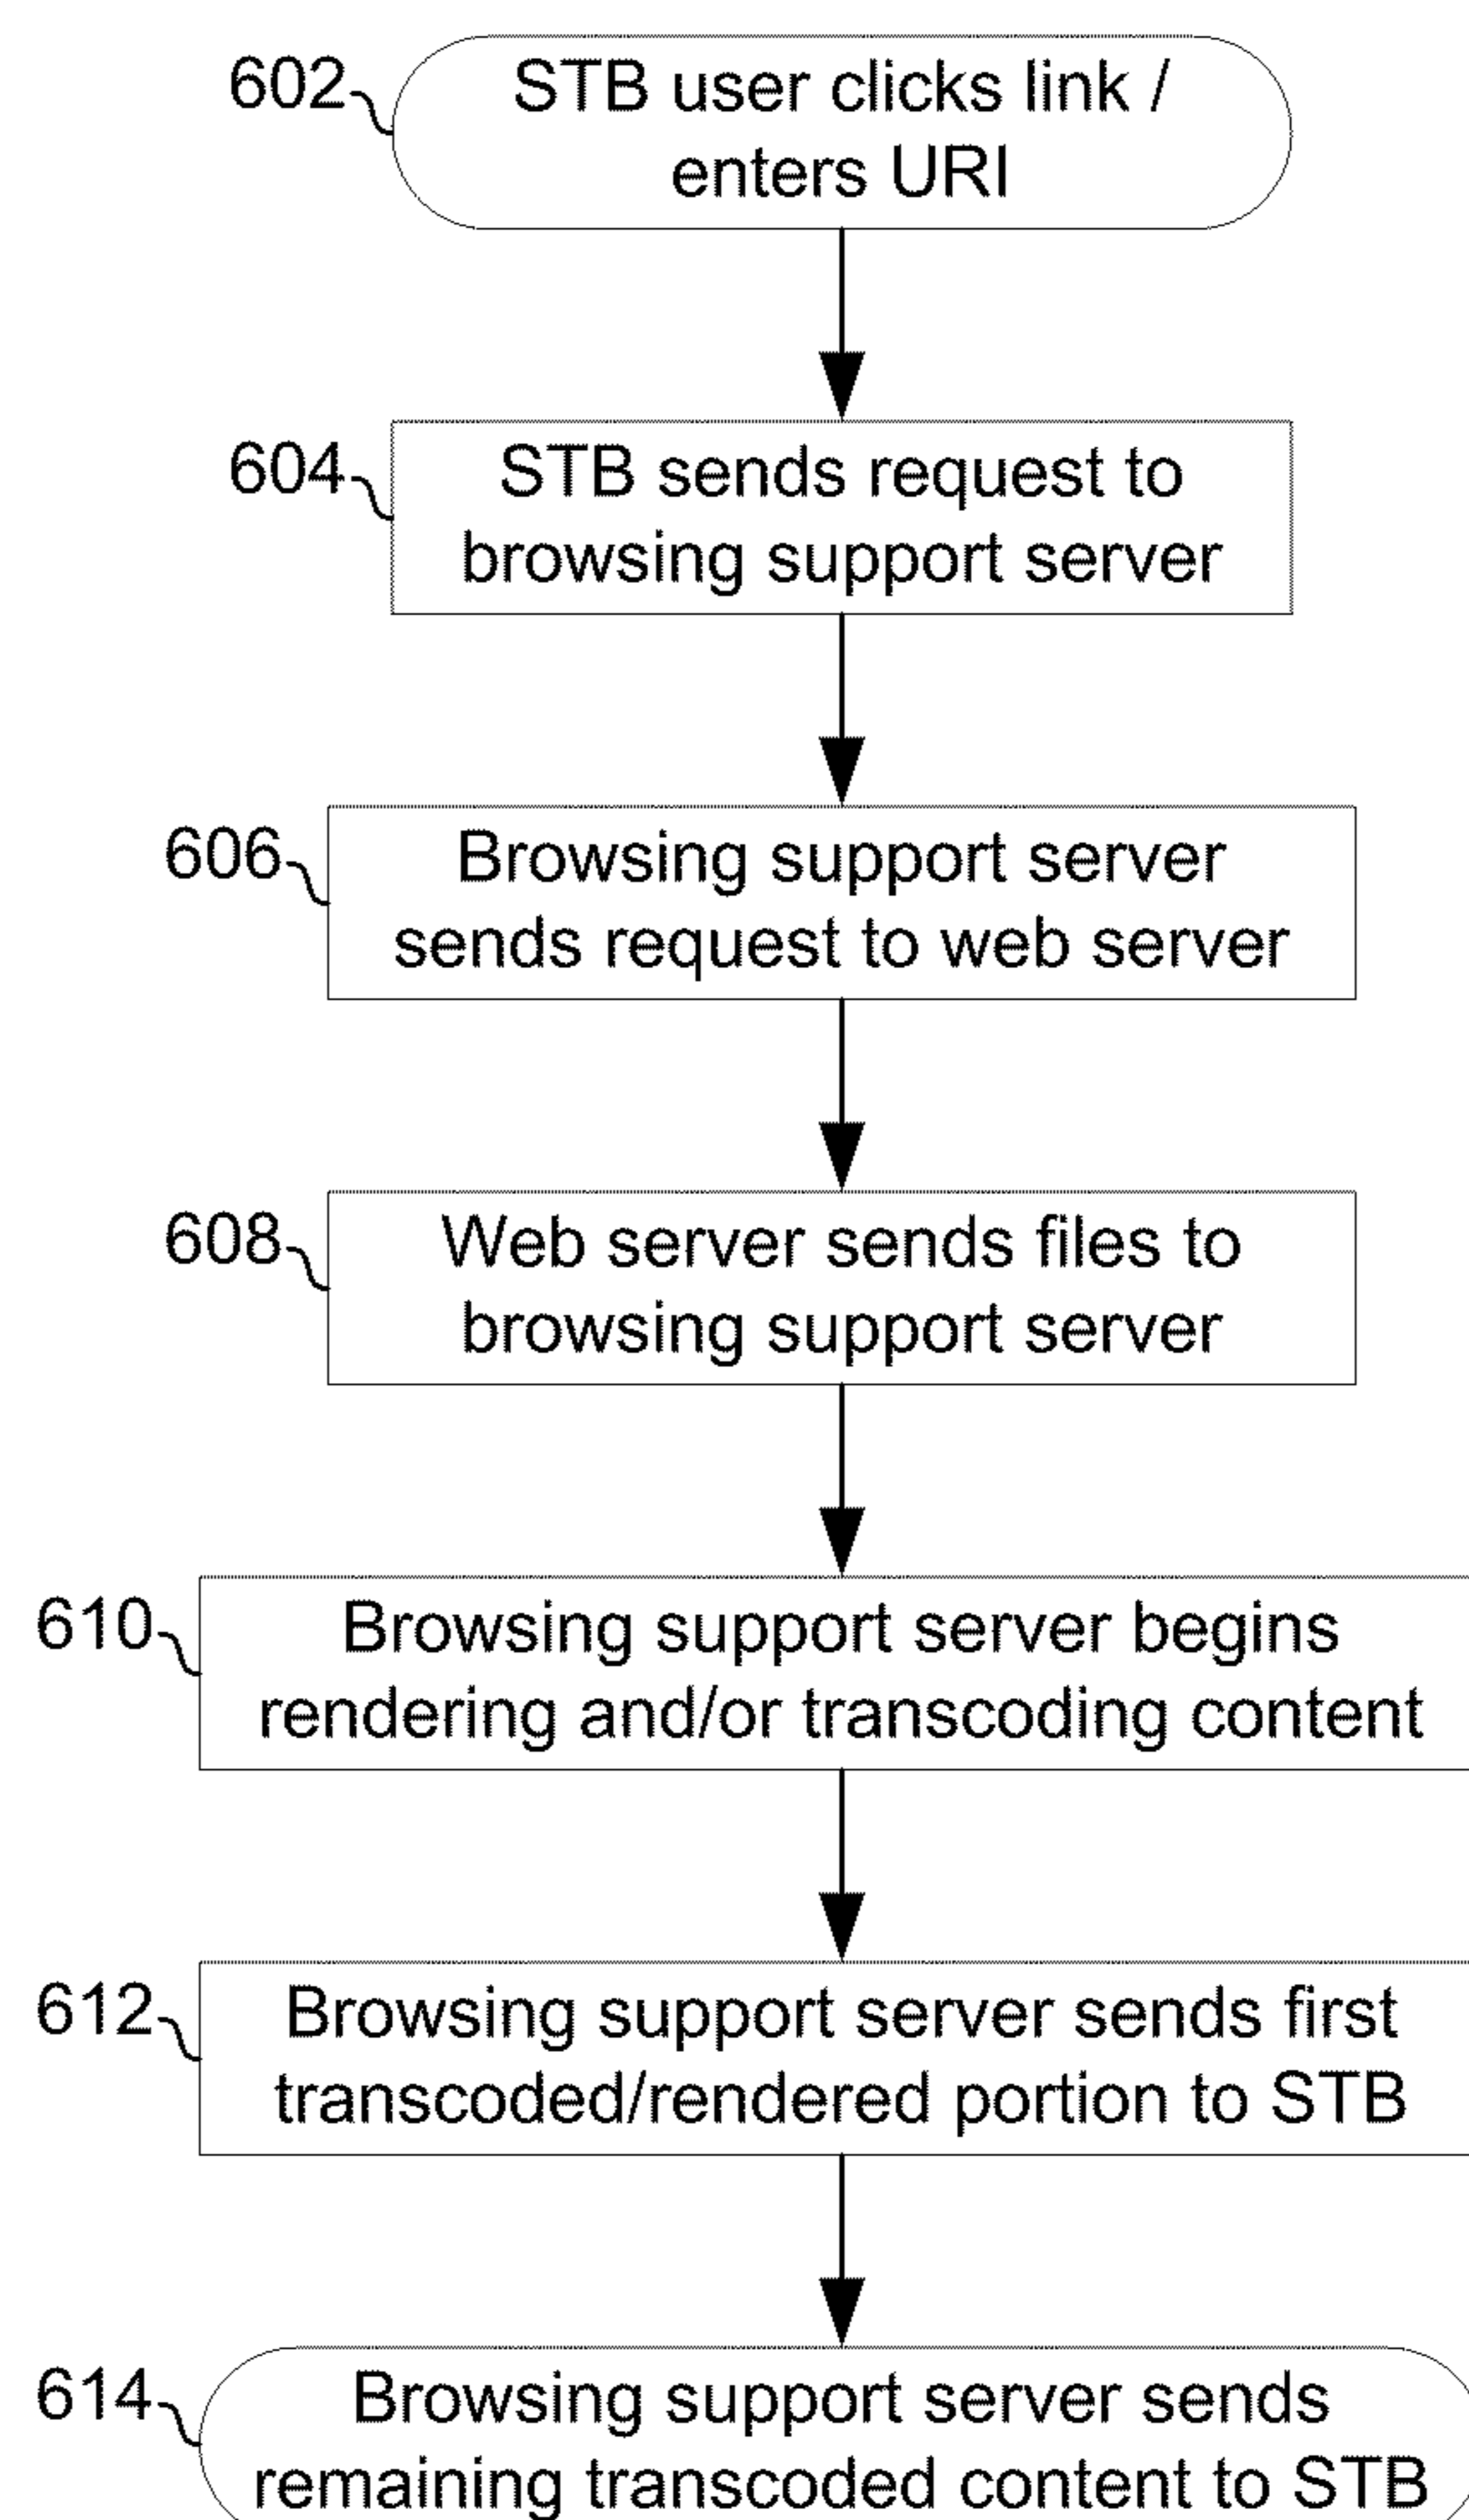 602
STB user clicks link /
enters URI
604
STB sends request to
browsing support server
606
Browsing support server
sends request to web server
608
Web server sends files to
browsing support server
610
Browsing support server begins
rendering and/or transcoding content
612
Browsing support server sends first
transcoded/rendered portion to STB
614
Browsing support server sends
remaining transcoded content to STB